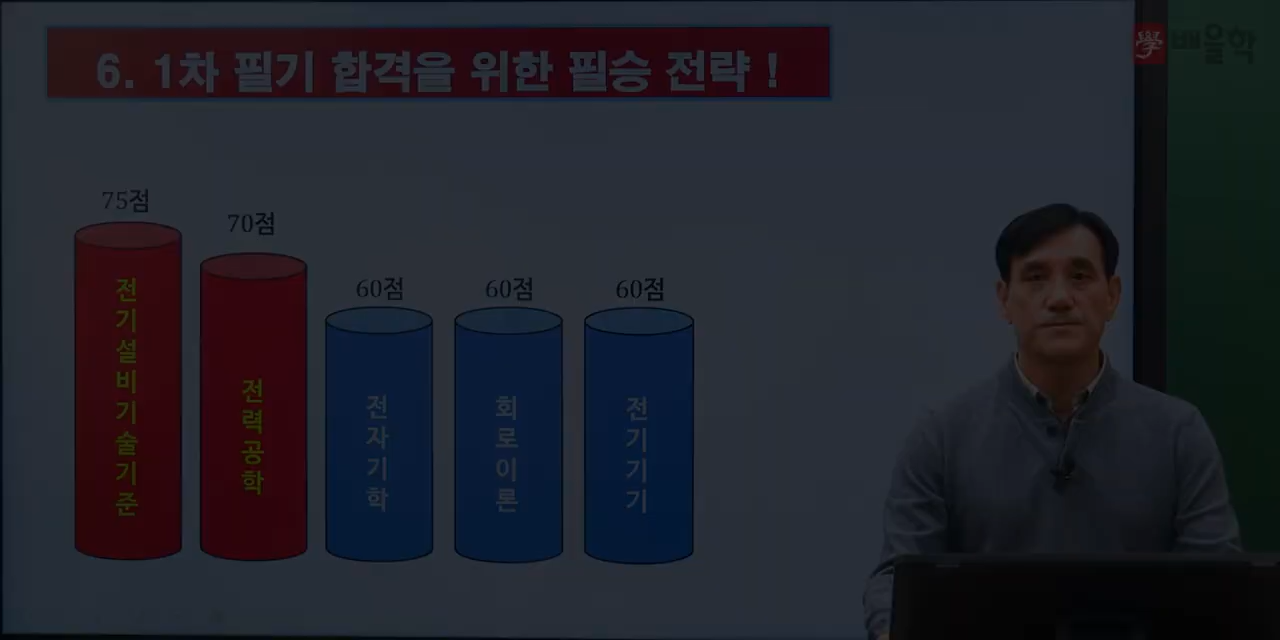 6. 1차 필기 합격을 위한 필승 전략 !
學 배울학
75점
70점
60점
60점
60점
전기설비기술기준
전력공학
전자기학
회로이론
전기기기